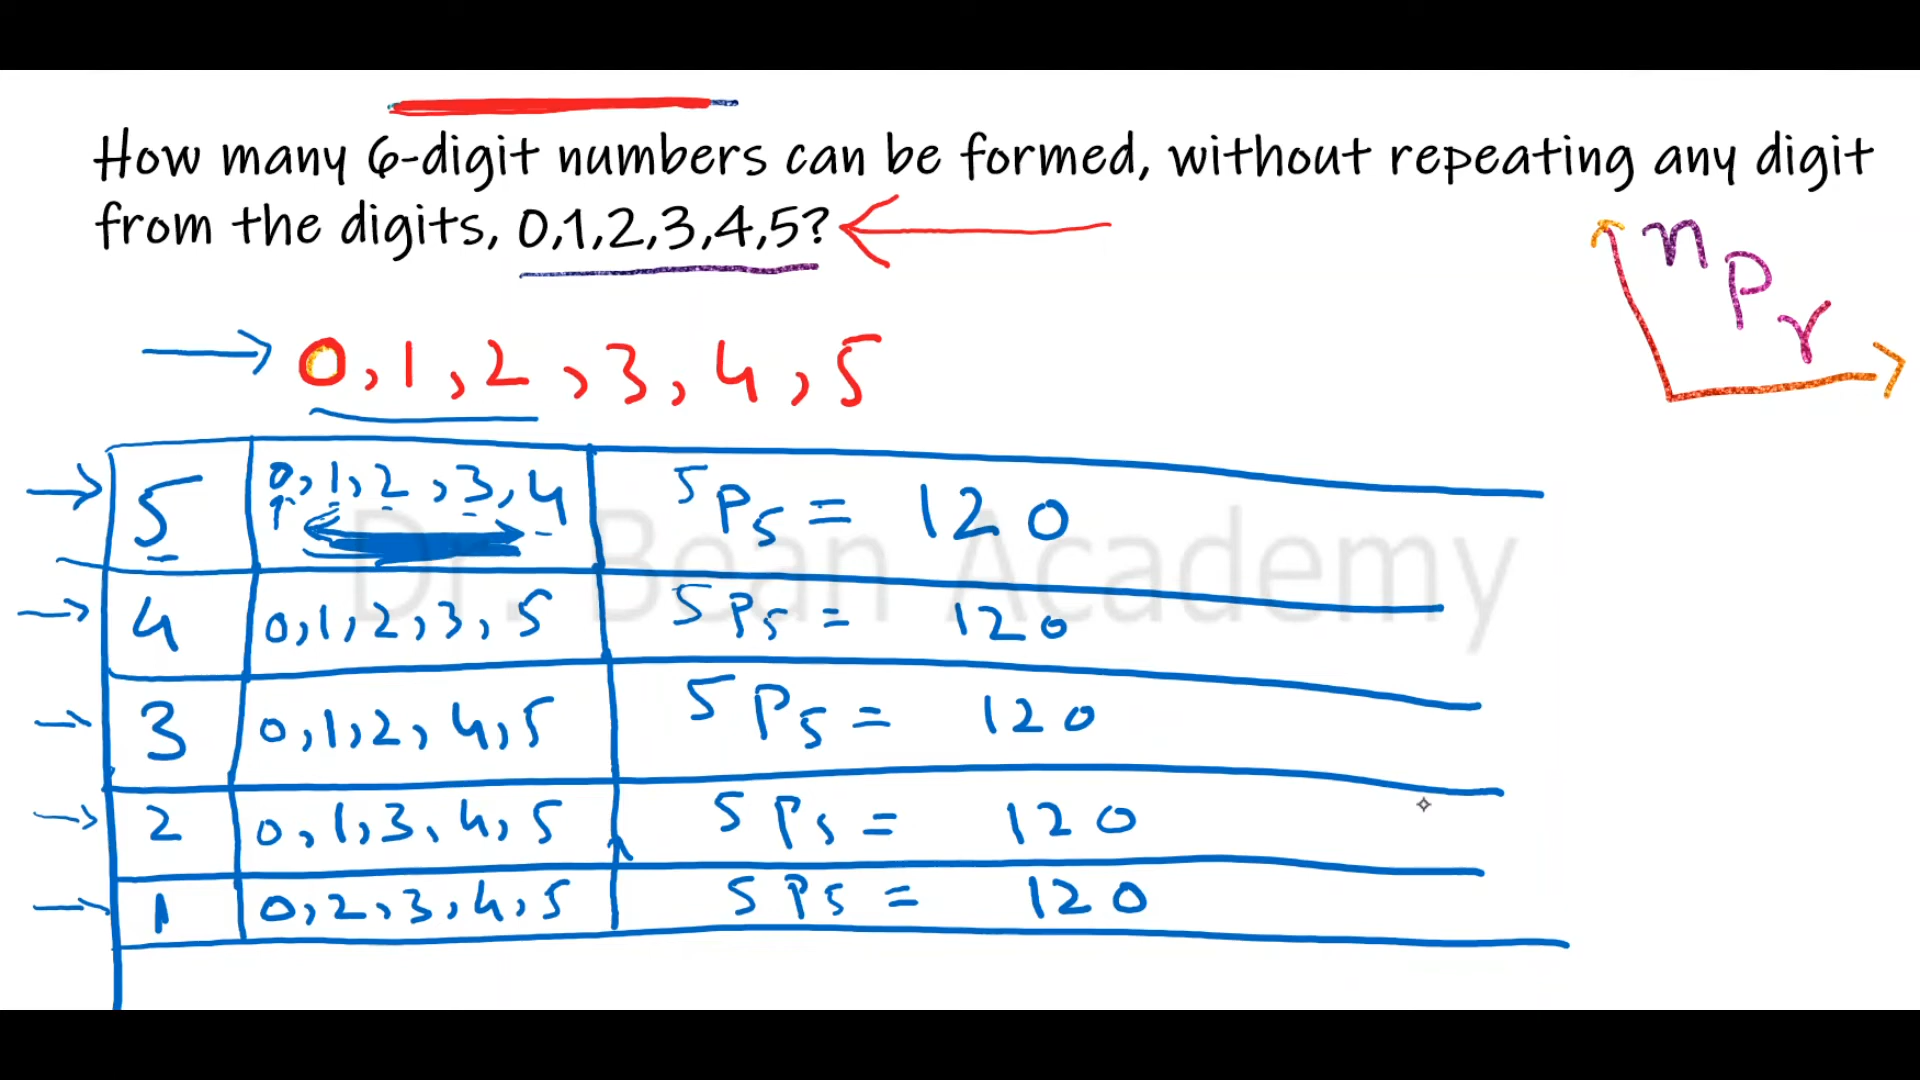 How many 6-digit numbers can be formed, without repeating any digit
from the digits, 0,1,2,3,4,5?
n P r
0, 1, 2, 3, 4, 5
5 0, 1, 2, 3, 4 5P5 = 120
4 0, 1, 2, 3, 5 5P5 = 120
3 0, 1, 2, 4, 5 5P5 = 120
2 0, 1, 3, 4, 5 5P5 = 120
1 0, 2, 3, 4, 5 5P5 = 120
Dr. Bean Academy